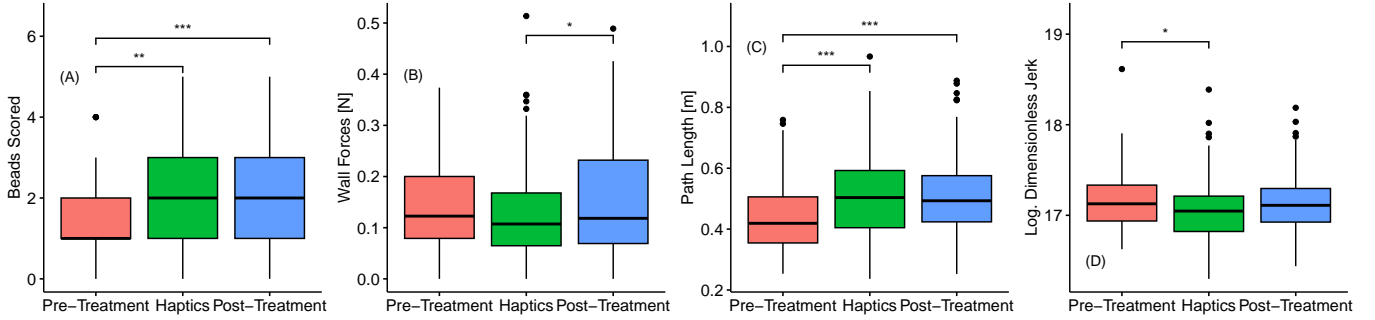 Beads Scored
6
4
2
0
(A)
**
***
Pre−Treatment Haptics Post−Treatment
Wall Forces [N]
0.5
0.4
0.3
0.2
0.1
0.0
(B)
*
Pre−Treatment Haptics Post−Treatment
Path Length [m]
1.0
0.8
0.6
0.4
0.2
(C)
***
***
Pre−Treatment Haptics Post−Treatment
Log. Dimensionless Jerk
19
18
17
(D)
*
Pre−Treatment Haptics Post−Treatment